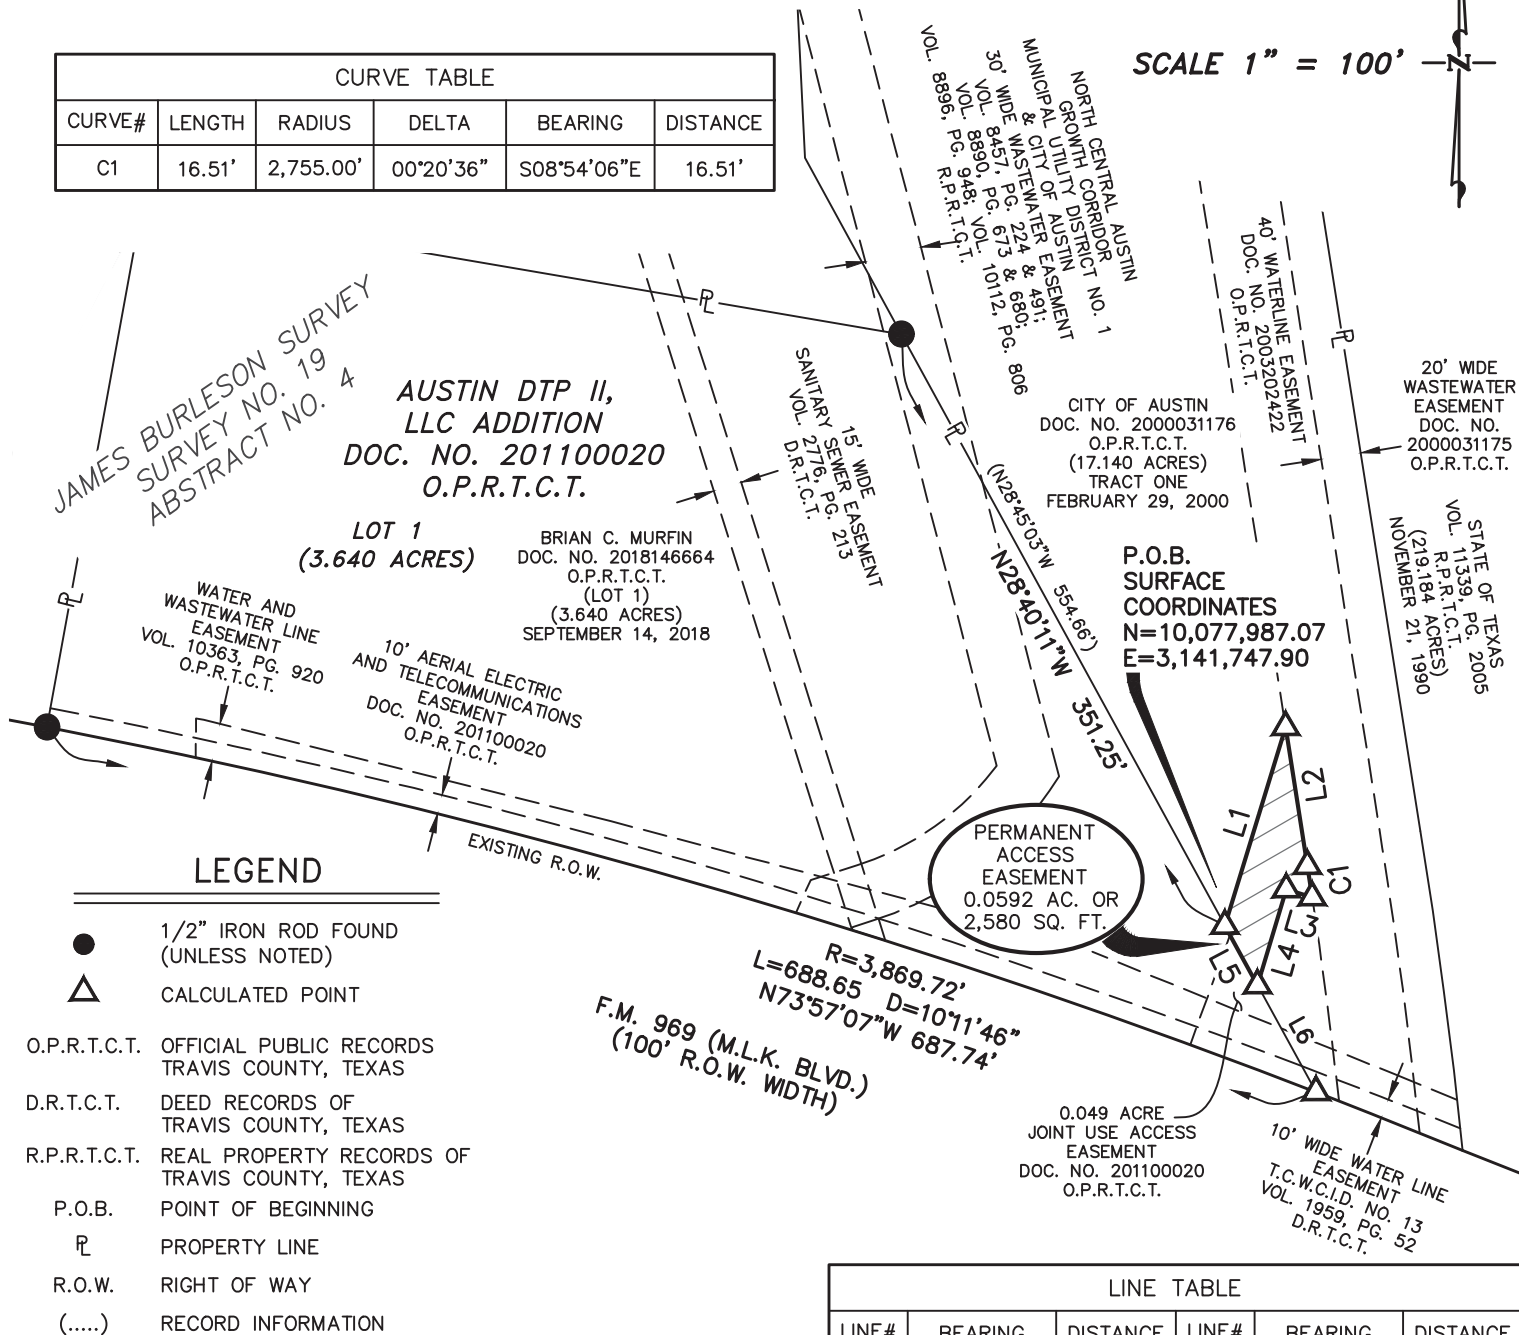 SCALE 1" = 100'
N
CURVE TABLE
CURVE# LENGTH RADIUS DELTA BEARING DISTANCE
C1 16.51' 2,755.00' 00°20'36" S08°54'06"E 16.51'
NORTH CENTRAL AUSTIN
GROWTH CORRIDOR
MUNICIPAL UTILITY DISTRICT NO. 1
& CITY OF AUSTIN
30' WIDE WASTEWATER EASEMENT
VOL. 8457, PG. 224 & 491;
VOL. 8890, PG. 673 & 680;
VOL. 8896, PG. 948; VOL. 10112, PG. 806
R.P.R.T.C.T.
40' WATERLINE EASEMENT
DOC. NO. 2003202422
O.P.R.T.C.T.
JAMES BURLESON SURVEY
SURVEY NO. 19
ABSTRACT NO. 4
PL
PL
PL
PL
AUSTIN DTP II,
LLC ADDITION
DOC. NO. 201100020
O.P.R.T.C.T.
LOT 1
(3.640 ACRES)
15' WIDE
SANITARY SEWER EASEMENT
VOL. 2776, PG. 213
D.R.T.C.T.
CITY OF AUSTIN
DOC. NO. 2000031176
O.P.R.T.C.T.
(17.140 ACRES)
TRACT ONE
FEBRUARY 29, 2000
20' WIDE
WASTEWATER
EASEMENT
DOC. NO.
2000031175
O.P.R.T.C.T.
STATE OF TEXAS
VOL. 11339, PG. 2005
R.P.R.T.C.T.
(219.184 ACRES)
NOVEMBER 21, 1990
BRIAN C. MURFIN
DOC. NO. 2018146664
O.P.R.T.C.T.
(LOT 1)
(3.640 ACRES)
SEPTEMBER 14, 2018
(N28°45'03"W 554.66')
N28°40'11"W 351.25'
P.O.B.
SURFACE
COORDINATES
N=10,077,987.07
E=3,141,747.90
WATER AND
WASTEWATER LINE
EASEMENT
VOL. 10363, PG. 920
O.P.R.T.C.T.
10' AERIAL ELECTRIC
AND TELECOMMUNICATIONS
EASEMENT
DOC. NO. 201100020
O.P.R.T.C.T.
EXISTING R.O.W.
PERMANENT
ACCESS
EASEMENT
0.0592 AC. OR
2,580 SQ. FT.
L1
L2
C1
L3
L4
L5
L6
R=3,869.72'
L=688.65 D=10°11'46"
N73°57'07"W 687.74'
F.M. 969 (M.L.K. BLVD.)
(100' R.O.W. WIDTH)
0.049 ACRE
JOINT USE ACCESS
EASEMENT
DOC. NO. 201100020
O.P.R.T.C.T.
10' WIDE WATER LINE
EASEMENT
T.C.W.C.I.D. NO. 13
VOL. 1959, PG. 52
D.R.T.C.T.
LEGEND
1/2" IRON ROD FOUND
(UNLESS NOTED)
CALCULATED POINT
O.P.R.T.C.T. OFFICIAL PUBLIC RECORDS
TRAVIS COUNTY, TEXAS
D.R.T.C.T. DEED RECORDS OF
TRAVIS COUNTY, TEXAS
R.P.R.T.C.T. REAL PROPERTY RECORDS OF
TRAVIS COUNTY, TEXAS
P.O.B. POINT OF BEGINNING
PL PROPERTY LINE
R.O.W. RIGHT OF WAY
(.....) RECORD INFORMATION
LINE TABLE
LINE# BEARING DISTANCE LINE# BEARING DISTANCE